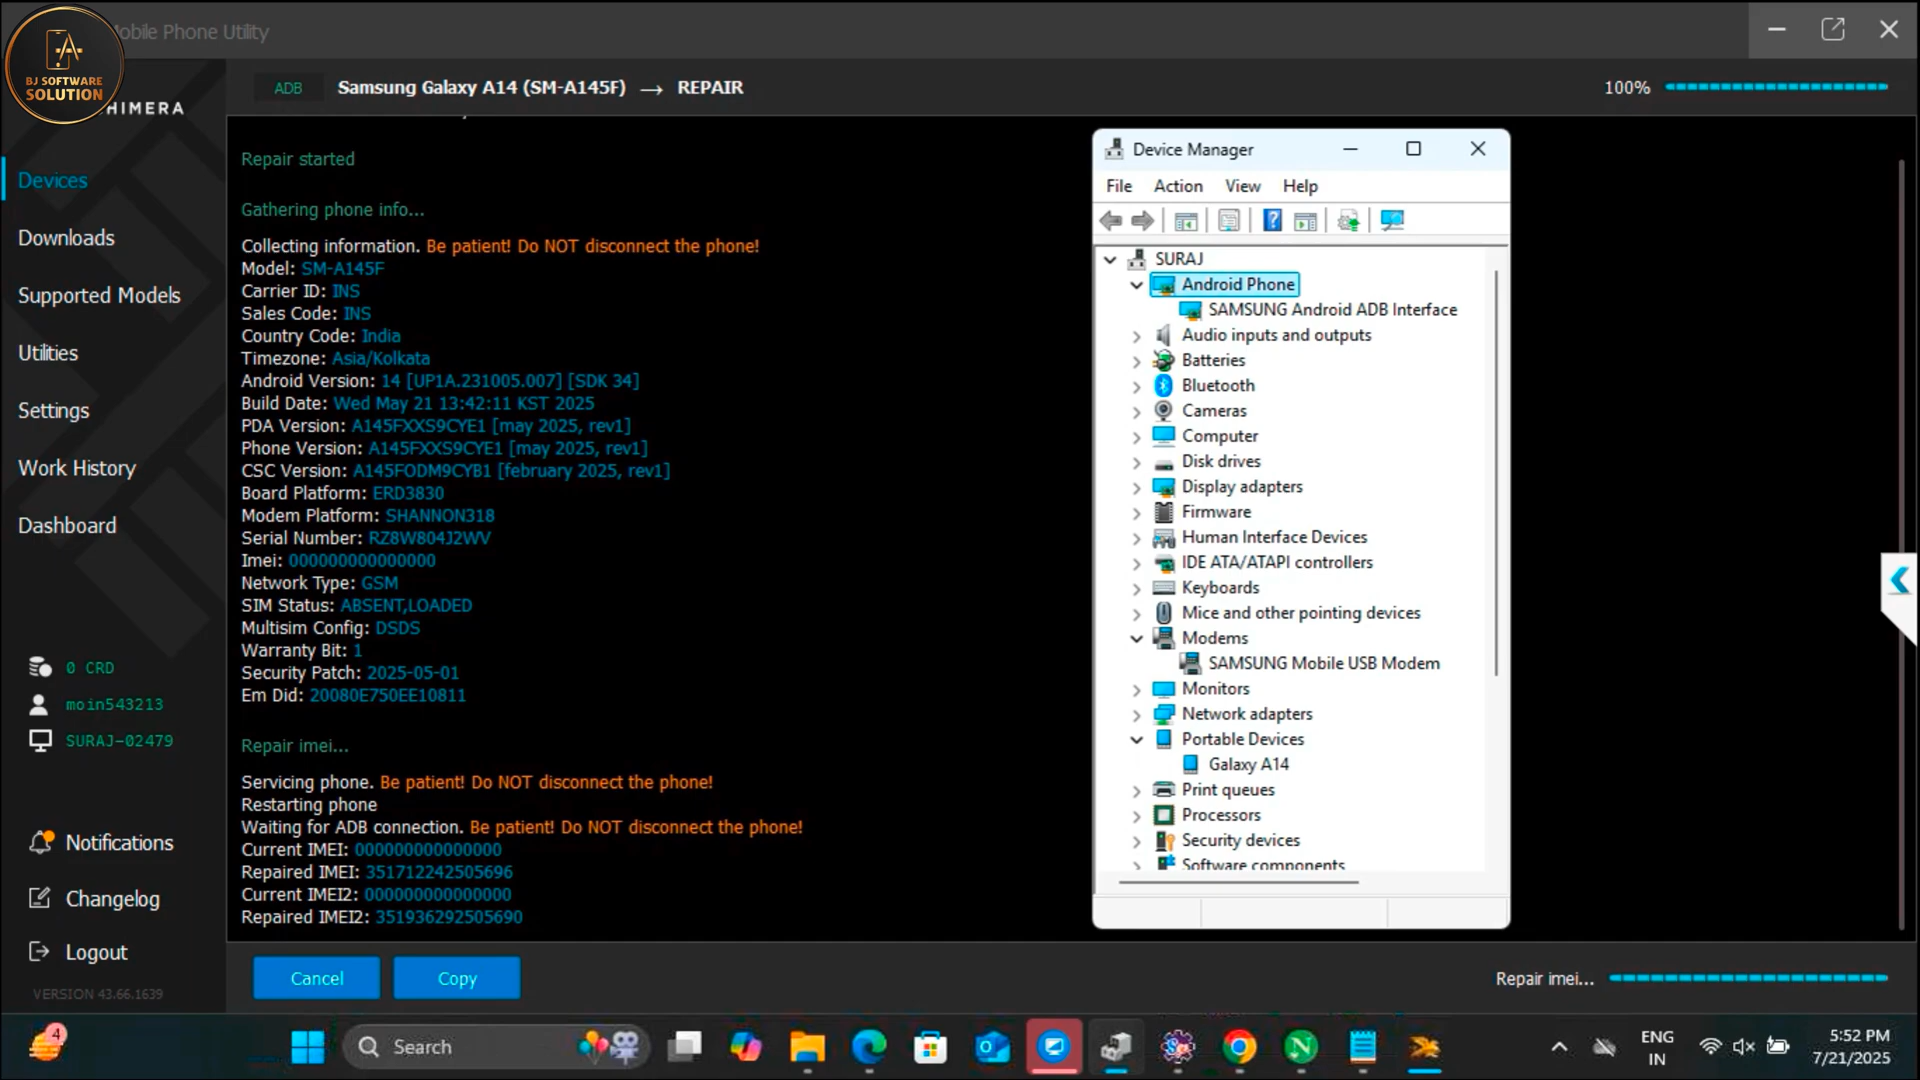 Mobile Phone Utility
BJ SOFTWARE
SOLUTION
HIMERA
ADB
Samsung Galaxy A14 (SM-A145F) → REPAIR
100%
Devices
Downloads
Supported Models
Utilities
Settings
Work History
Dashboard
0 CRD
moin543213
SURAJ-02479
Notifications
Changelog
Logout
VERSION 43.66.1639
Repair started
Gathering phone info...
Collecting information. Be patient! Do NOT disconnect the phone!
Model: SM-A145F
Carrier ID: INS
Sales Code: INS
Country Code: India
Timezone: Asia/Kolkata
Android Version: 14 [UP1A.231005.007] [SDK 34]
Build Date: Wed May 21 13:42:11 KST 2025
PDA Version: A145FXXS9CYE1 [may 2025, rev1]
Phone Version: A145FXXS9CYE1 [may 2025, rev1]
CSC Version: A145FODM9CYB1 [february 2025, rev1]
Board Platform: ERD3830
Modem Platform: SHANNON318
Serial Number: RZ8W804J2WV
Imei: 000000000000000
Network Type: GSM
SIM Status: ABSENT,LOADED
Multisim Config: DSDS
Warranty Bit: 1
Security Patch: 2025-05-01
Em Did: 20080E750EE10811
Repair imei...
Servicing phone. Be patient! Do NOT disconnect the phone!
Restarting phone
Waiting for ADB connection. Be patient! Do NOT disconnect the phone!
Current IMEI: 000000000000000
Repaired IMEI: 351712242505696
Current IMEI2: 000000000000000
Repaired IMEI2: 351936292505690
Cancel
Copy
Repair imei...
Device Manager
File Action View Help
SURAJ
Android Phone
SAMSUNG Android ADB Interface
Audio inputs and outputs
Batteries
Bluetooth
Cameras
Computer
Disk drives
Display adapters
Firmware
Human Interface Devices
IDE ATA/ATAPI controllers
Keyboards
Mice and other pointing devices
Modems
SAMSUNG Mobile USB Modem
Monitors
Network adapters
Portable Devices
Galaxy A14
Print queues
Processors
Security devices
Software components
4
Search
ENG
IN
5:52 PM
7/21/2025